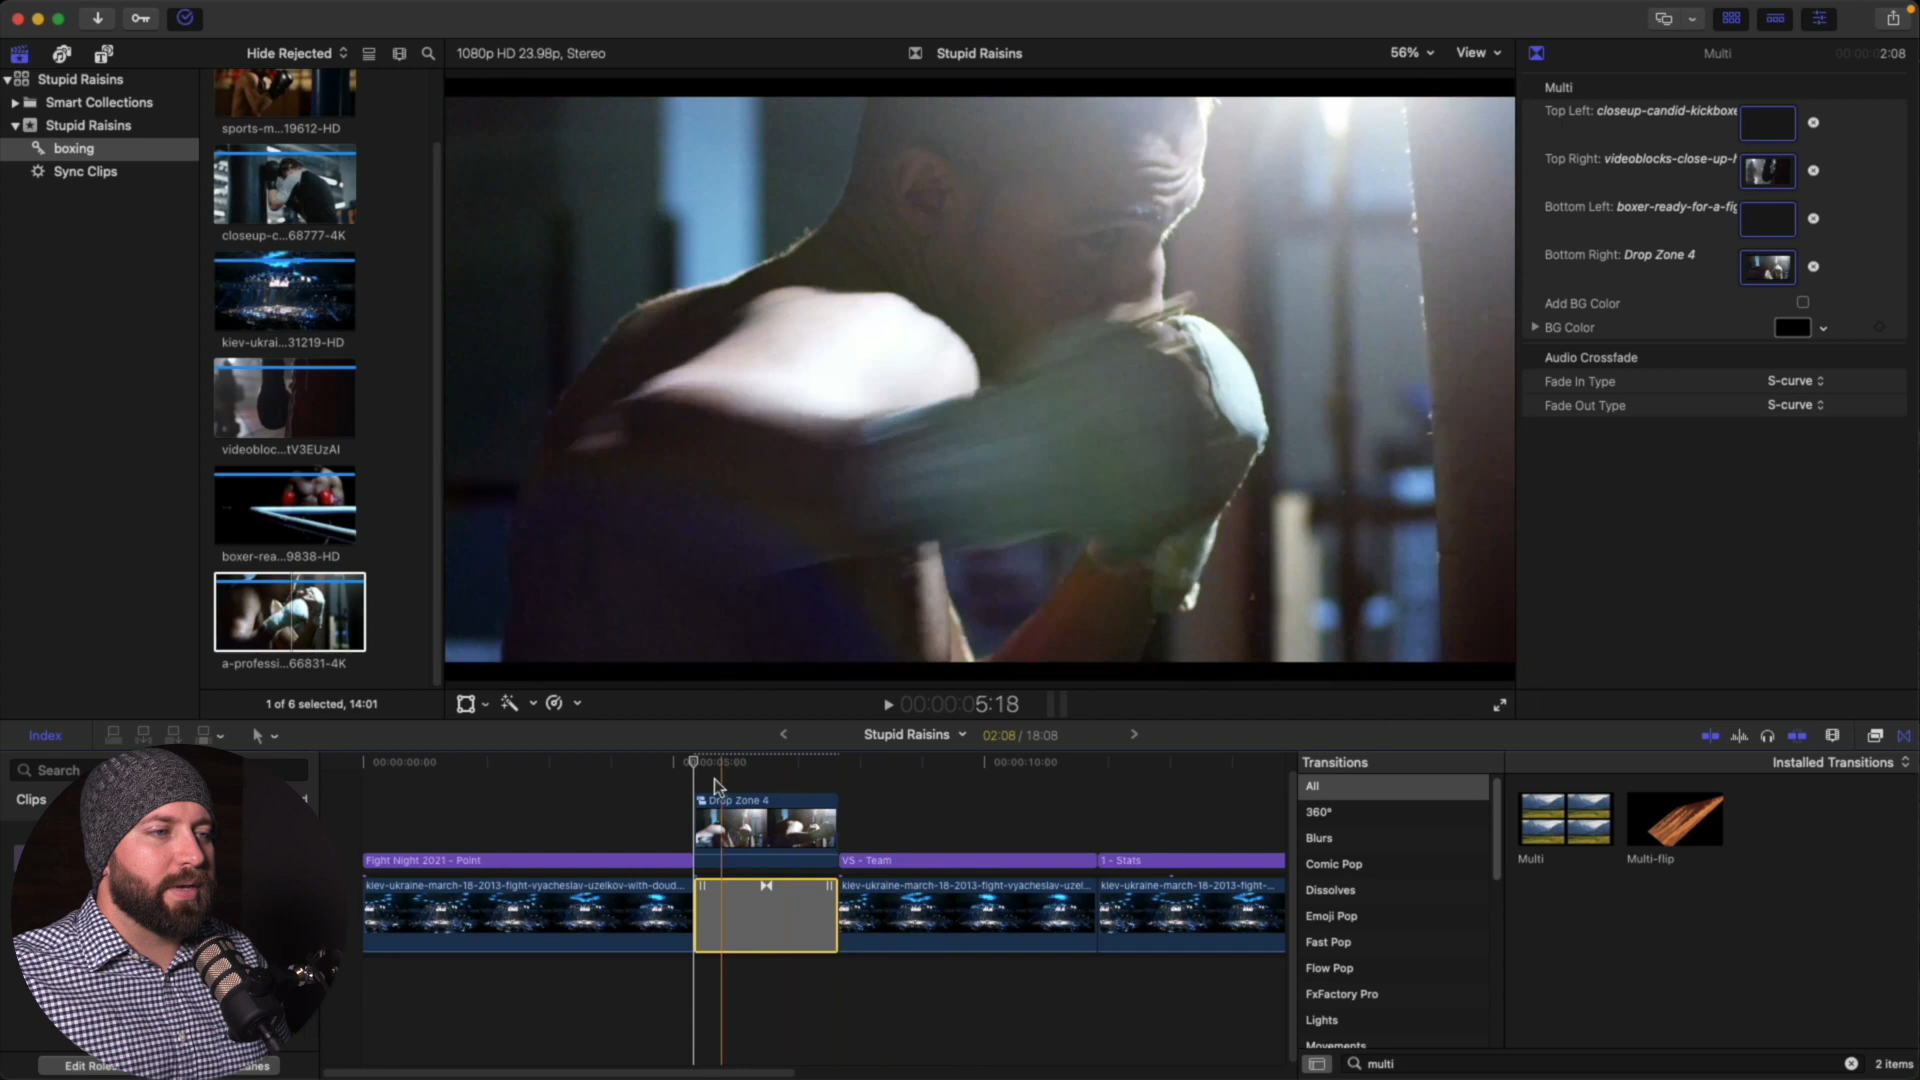 Hide Rejected
1080p HD 23.98p, Stereo
Stupid Raisins
56%
View
Multi
2:08
Stupid Raisins
Smart Collections
Stupid Raisins
boxing
Sync Clips
sports-m...19612-HD
closeup-c...68777-4K
kiev-ukrai...31219-HD
videobloc...tV3EUzAI
boxer-rea...9838-HD
a-professi...66831-4K
1 of 6 selected, 14:01
Multi
Top Left: closeup-candid-kickboxe
Top Right: videoblocks-close-up-h
Bottom Left: boxer-ready-for-a-fig
Bottom Right: Drop Zone 4
Add BG Color
BG Color
Audio Crossfade
Fade In Type
S-curve
Fade Out Type
S-curve
00:00:05:18
Index
Stupid Raisins
02:08 / 18:08
Search
Clips
00:00:00:00
00:00:10:00
Drop Zone 4
Fight Night 2021 - Point
VS - Team
1 - Stats
kiev-ukraine-march-18-2013-fight-vyacheslav-uzelkov-with-doud...
kiev-ukraine-march-18-2013-fight-vyacheslav-uzel...
kiev-ukraine-march-18-2013-fight-...
Transitions
Installed Transitions
All
360°
Blurs
Comic Pop
Dissolves
Emoji Pop
Fast Pop
Flow Pop
FxFactory Pro
Lights
Movements
Multi
Multi-flip
Edit Role
multi
2 items